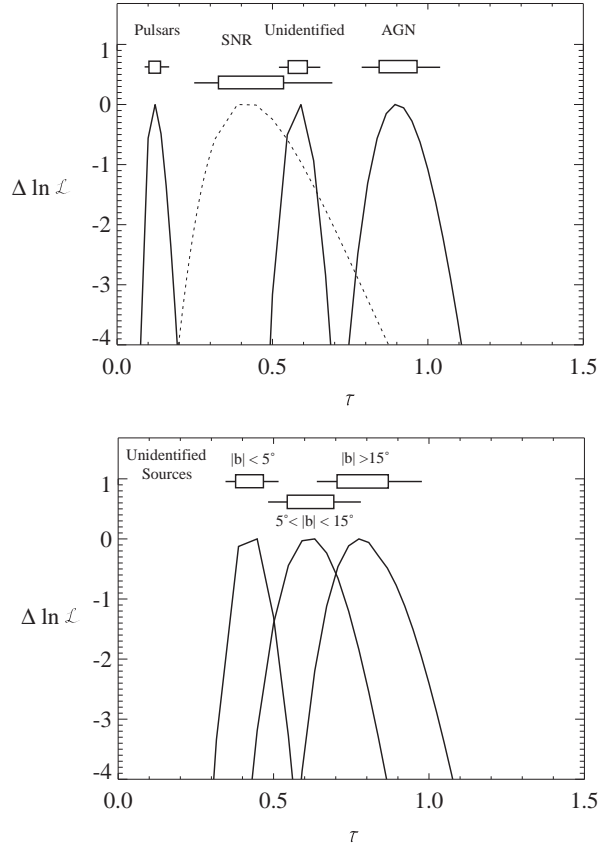 Pulsars
SNR
Unidentified
AGN
1
0
-1
-2
-3
-4
Δ ln ℒ
0.0
0.5
1.0
1.5
τ
Unidentified
Sources
|b| < 5°
|b| >15°
5°< |b| < 15°
1
0
-1
-2
-3
-4
Δ ln ℒ
0.0
0.5
1.0
1.5
τ